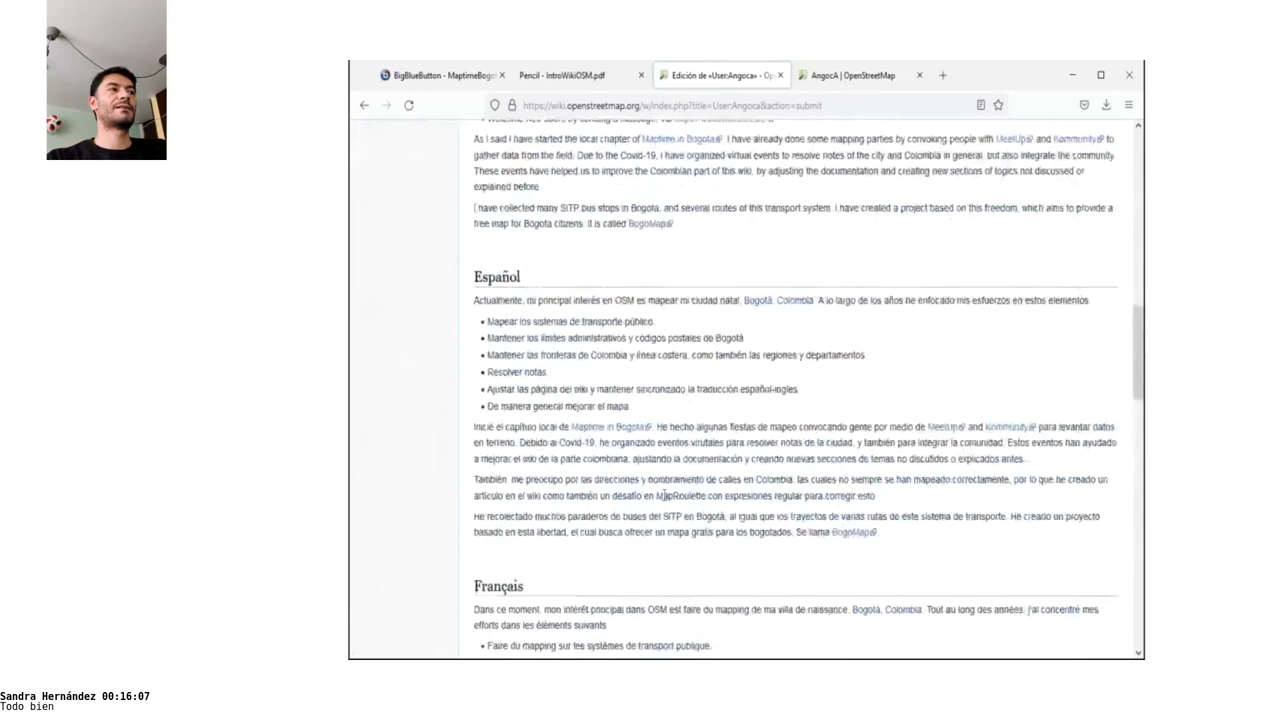 BigBlueButton - MaptimeBogo
Pencil - IntroWikiOSM.pdf
Edición de «User:Angoca» - Op
AngocA | OpenStreetMap
https://wiki.openstreetmap.org/w/index.php?title=User:Angoca&action=submit
As I said I have started the local chapter of Maptime in Bogota. I have already done some mapping parties by convoking people with MeetUp and Kommunity to
gather data from the field. Due to the Covid-19, I have organized virtual events to resolve notes of the city and Colombia in general, but also integrate the community.
These events have helped us to improve the Colombian part of this wiki, by adjusting the documentation and creating new sections of topics not discussed or
explained before.
I have collected many SITP bus stops in Bogota, and several routes of this transport system. I have created a project based on this freedom, which aims to provide a
free map for Bogota citizens. It is called BogoMap
Español
Actualmente, mi principal interés en OSM es mapear mi ciudad natal, Bogotá, Colombia. A lo largo de los años he enfocado mis esfuerzos en estos elementos
• Mapear los sistemas de transporte público.
• Mantener los límites administrativos y códigos postales de Bogotá
• Mantener las fronteras de Colombia y línea costera, como también las regiones y departamentos
• Resolver notas
• Ajustar las página del wiki y mantener sincronizado la traducción español-ingles.
• De manera general mejorar el mapa
Inicié el capítulo local de Maptime in Bogota. He hecho algunas fiestas de mapeo convocando gente por medio de MeetUp and Kommunity para levantar datos
en terreno. Debido al Covid-19, he organizado eventos virutales para resolver notas de la ciudad, y también para integrar la comunidad. Estos eventos han ayudado
a mejorar el wiki de la parte colombiana, ajustando la documentación y creando nuevas secciones de temas no discutidos o explicados antes.
También me preocupo por las direcciones y nombramiento de calles en Colombia, las cuales no siempre se han mapeado correctamente, por lo que he creado un
artículo en el wiki como también un desafío en MapRoulette con expresiones regular para corregir esto
He recolectado muchos paraderos de buses del SITP en Bogotá, al igual que los trayectos de varias rutas de este sistema de transporte. He creado un proyecto
basado en esta libertad, el cual busca ofrecer un mapa gratis para los bogotados. Se llama BogoMap.
Français
Dans ce moment, mon intérêt principal dans OSM est faire du mapping de ma villa de naissance, Bogotá, Colombia. Tout au long des années, j'ai concentré mes
efforts dans les éléments suivants
• Faire du mapping sur les systèmes de transport publique.
Sandra Hernández 00:16:07
Todo bien